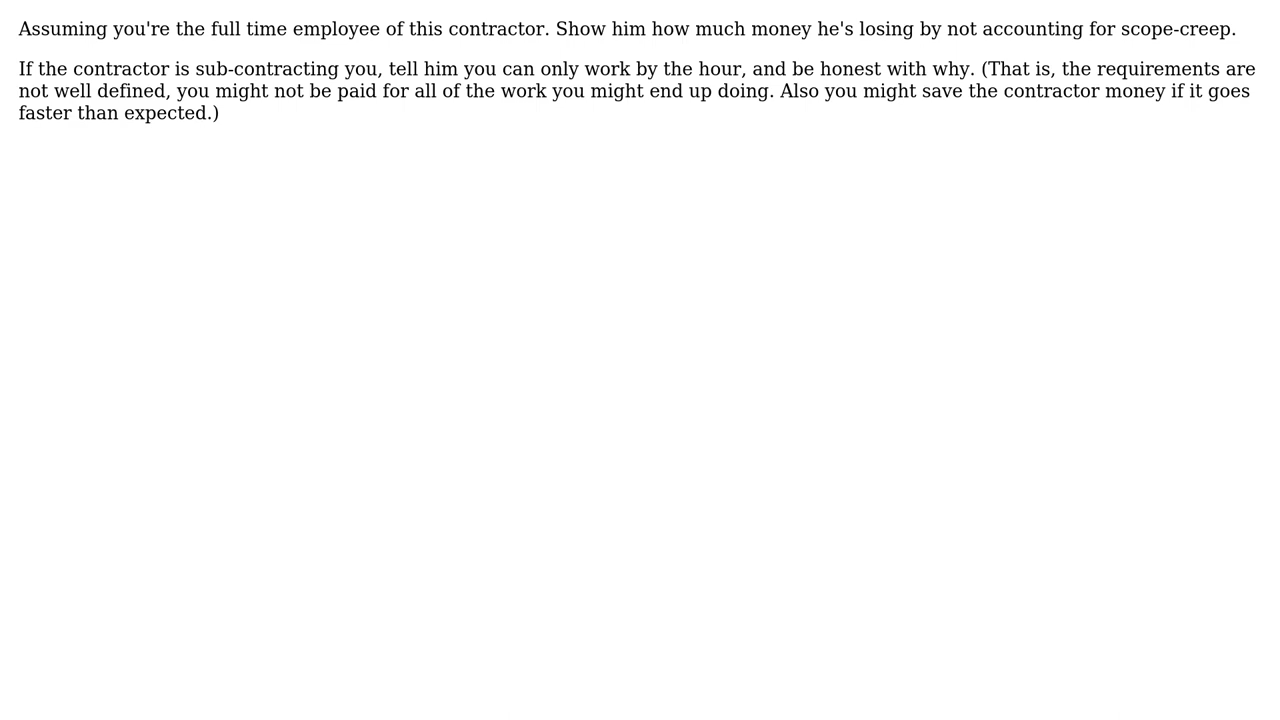 Assuming you're the full time employee of this contractor. Show him how much money he's losing by not accounting for scope-creep.
If the contractor is sub-contracting you, tell him you can only work by the hour, and be honest with why. (That is, the requirements are
not well defined, you might not be paid for all of the work you might end up doing. Also you might save the contractor money if it goes
faster than expected.)